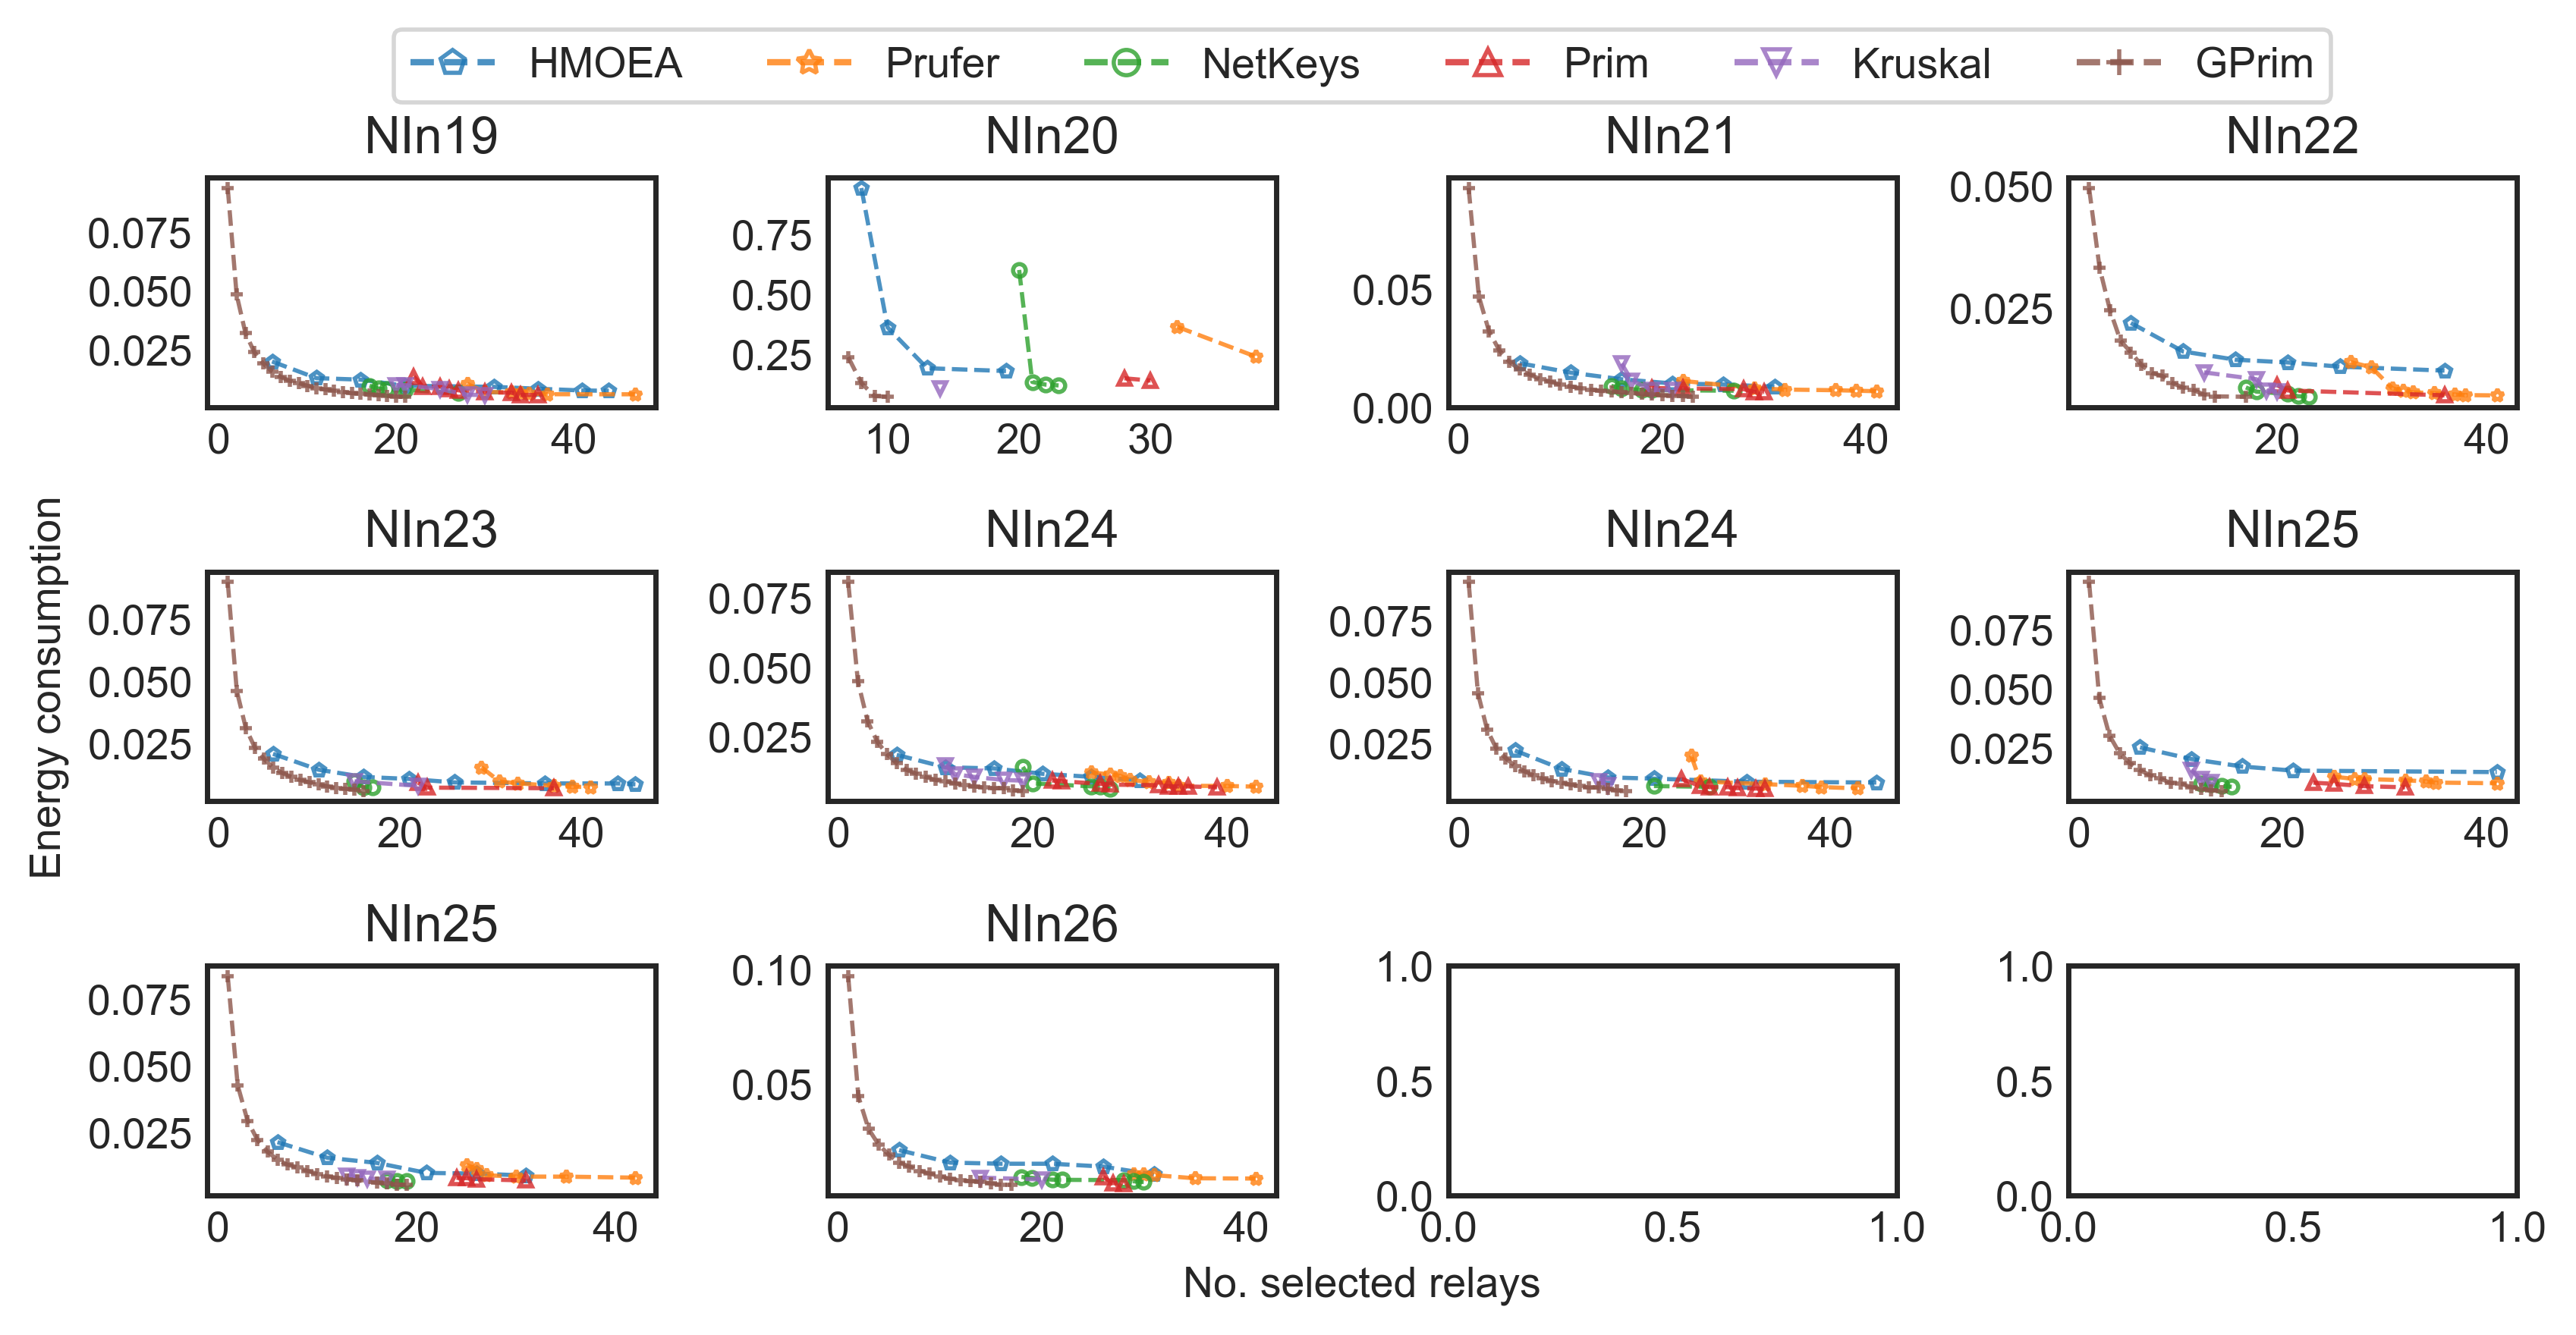 HMOEA Prufer NetKeys Prim Kruskal GPrim
NIn19 NIn20 NIn21 NIn22
0.075 0.050 0.025
0 20 40
0.75 0.50 0.25
10 20 30
0.05 0.00
0 20 40
0.050 0.025
20 40
Energy consumption
NIn23 NIn24 NIn24 NIn25
0.075 0.050 0.025
0 20 40
0.075 0.050 0.025
0 20 40
0.075 0.050 0.025
0 20 40
0.075 0.050 0.025
0 20 40
NIn25 NIn26
0.075 0.050 0.025
0 20 40
0.10 0.05
0 20 40
1.0 0.5 0.0
0.0 0.5 1.0
1.0 0.5 0.0
0.0 0.5 1.0
No. selected relays